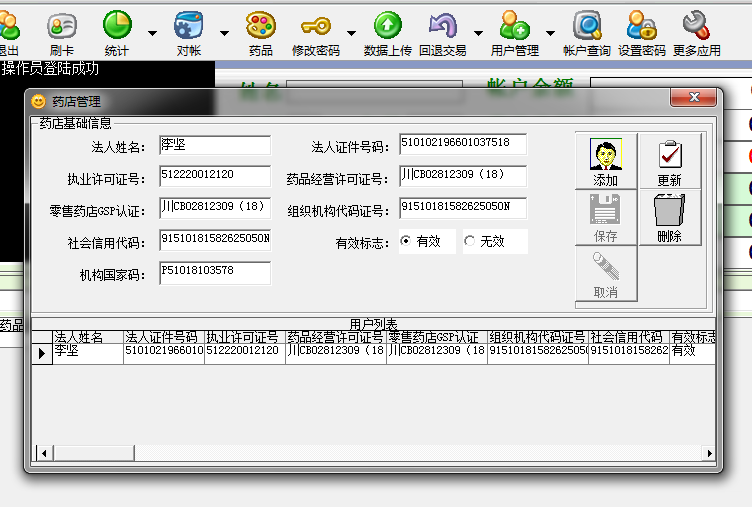 退出 刷卡 统计 对帐 药品 修改密码 数据上传 回退交易 用户管理 帐户查询 设置密码 更多应用
操作员登陆成功
姓名 帐户余额
药店管理
药店基础信息
法人姓名： 李坚 法人证件号码： 510102196601037518
执业许可证号： 512220012120 药品经营许可证号： 川CB02812309（18）
零售药店GSP认证： 川CB02812309（18） 组织机构代码证号： 91510181582625050N
社会信用代码： 91510181582625050N 有效标志： 有效 无效
机构国家码： P51018103578
添加 更新
保存 删除
取消
药品
用户列表
法人姓名 法人证件号码 执业许可证号 药品经营许可证号 零售药店GSP认证 组织机构代码证号 社会信用代码 有效标志
李坚 5101021966010 512220012120 川CB02812309（18 川CB02812309（18 9151018158262505 9151018158262 有效